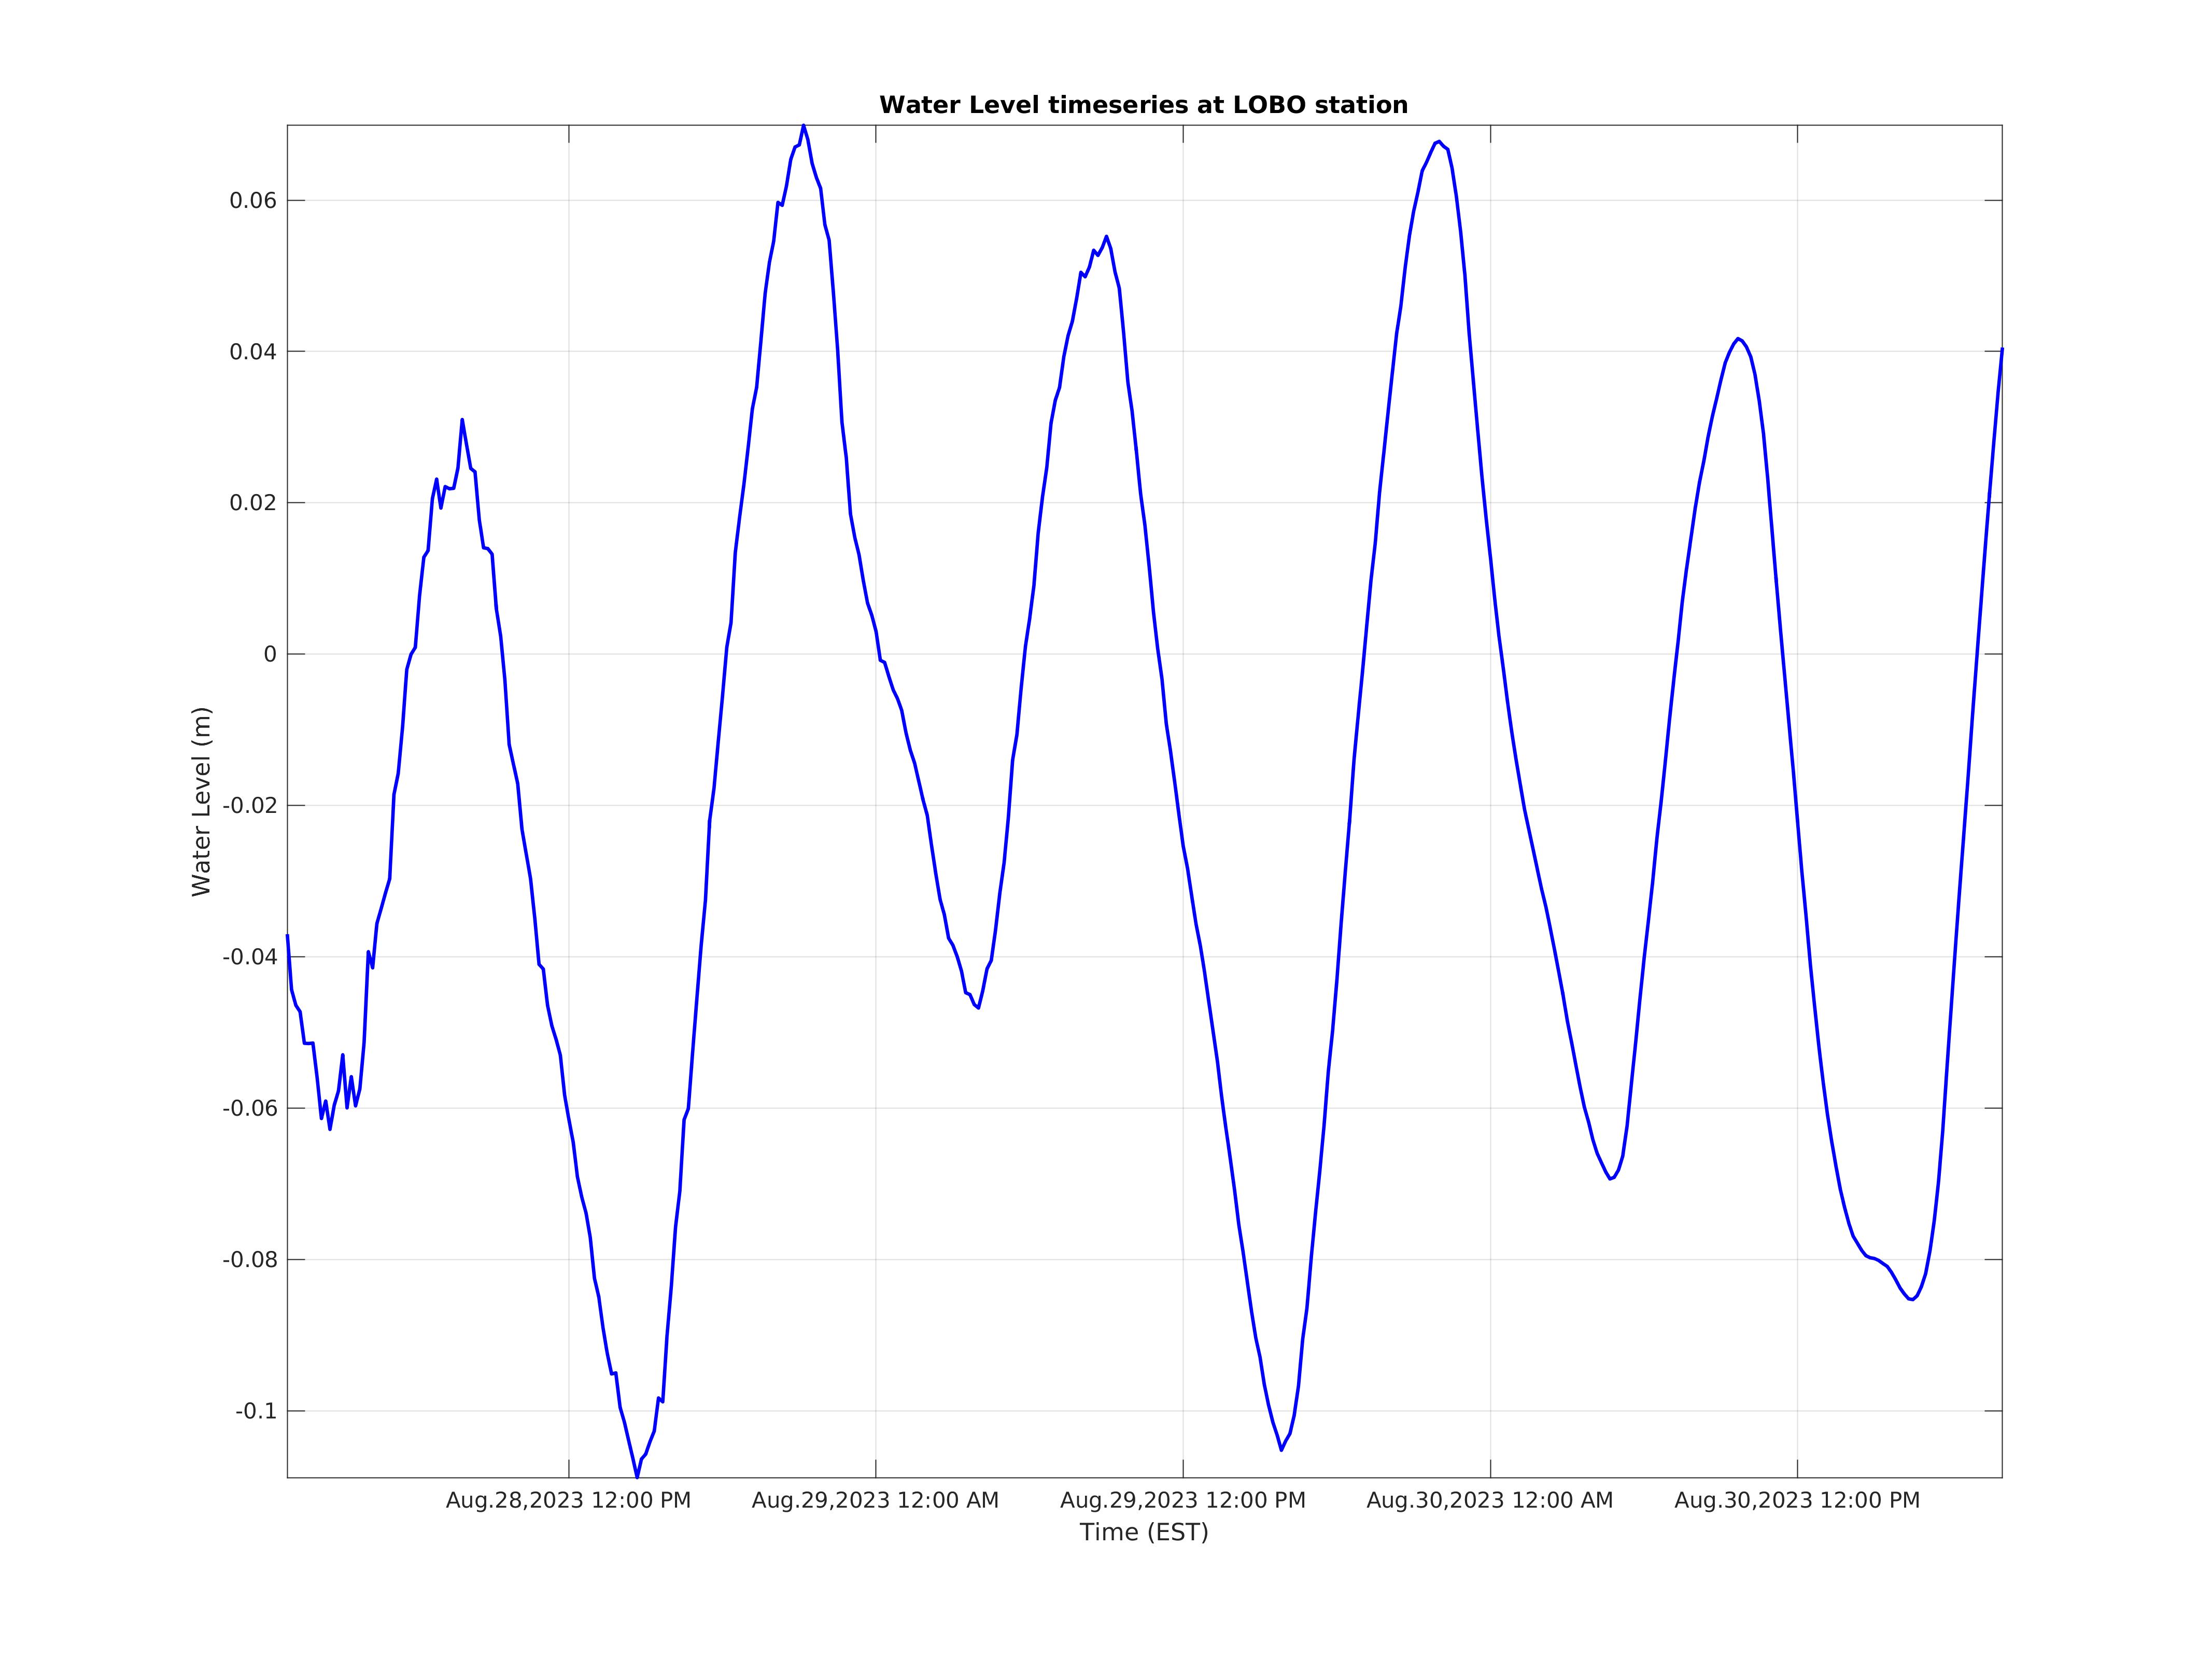 Water Level timeseries at LOBO station
0.06
0.04
0.02
0
-0.02
-0.04
-0.06
-0.08
-0.1
Water Level (m)
Aug.28,2023 12:00 PM
Aug.29,2023 12:00 AM
Aug.29,2023 12:00 PM
Aug.30,2023 12:00 AM
Aug.30,2023 12:00 PM
Time (EST)